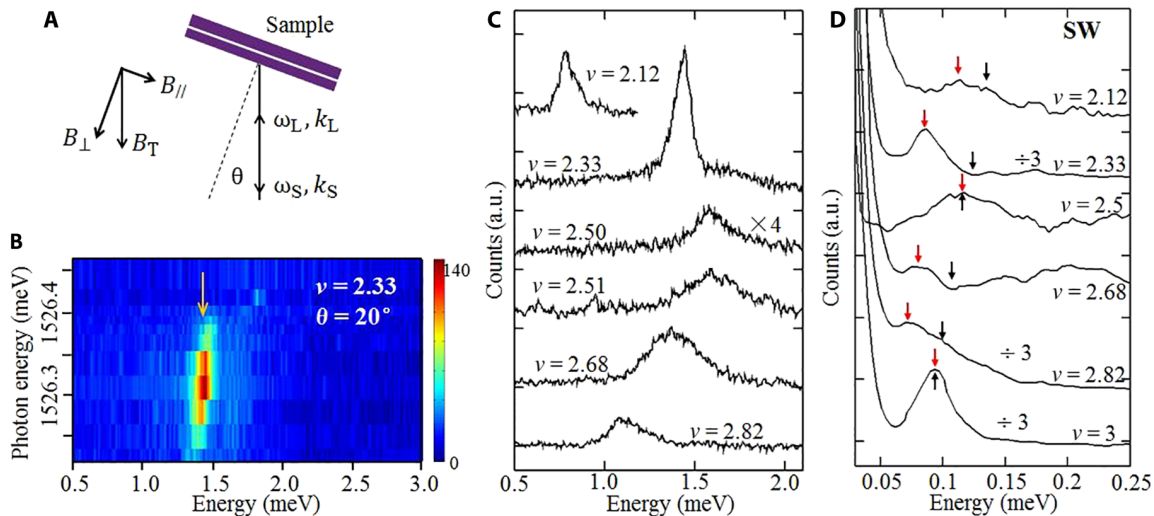 A
Sample
B//
B⊥
BT
ωL, kL
θ
ωS, kS
B
Photon energy (meV)
1526.4
1526.3
ν = 2.33
θ = 20°
140
0
0.5 1.0 1.5 2.0 2.5 3.0
Energy (meV)
C
Counts (a.u.)
ν = 2.12
ν = 2.33
ν = 2.50
×4
ν = 2.51
ν = 2.68
ν = 2.82
0.5 1.0 1.5 2.0
Energy (meV)
D
SW
Counts (a.u.)
ν = 2.12
÷3
ν = 2.33
ν = 2.5
ν = 2.68
÷3
ν = 2.82
÷3
ν = 3
0.05 0.10 0.15 0.20 0.25
Energy (meV)